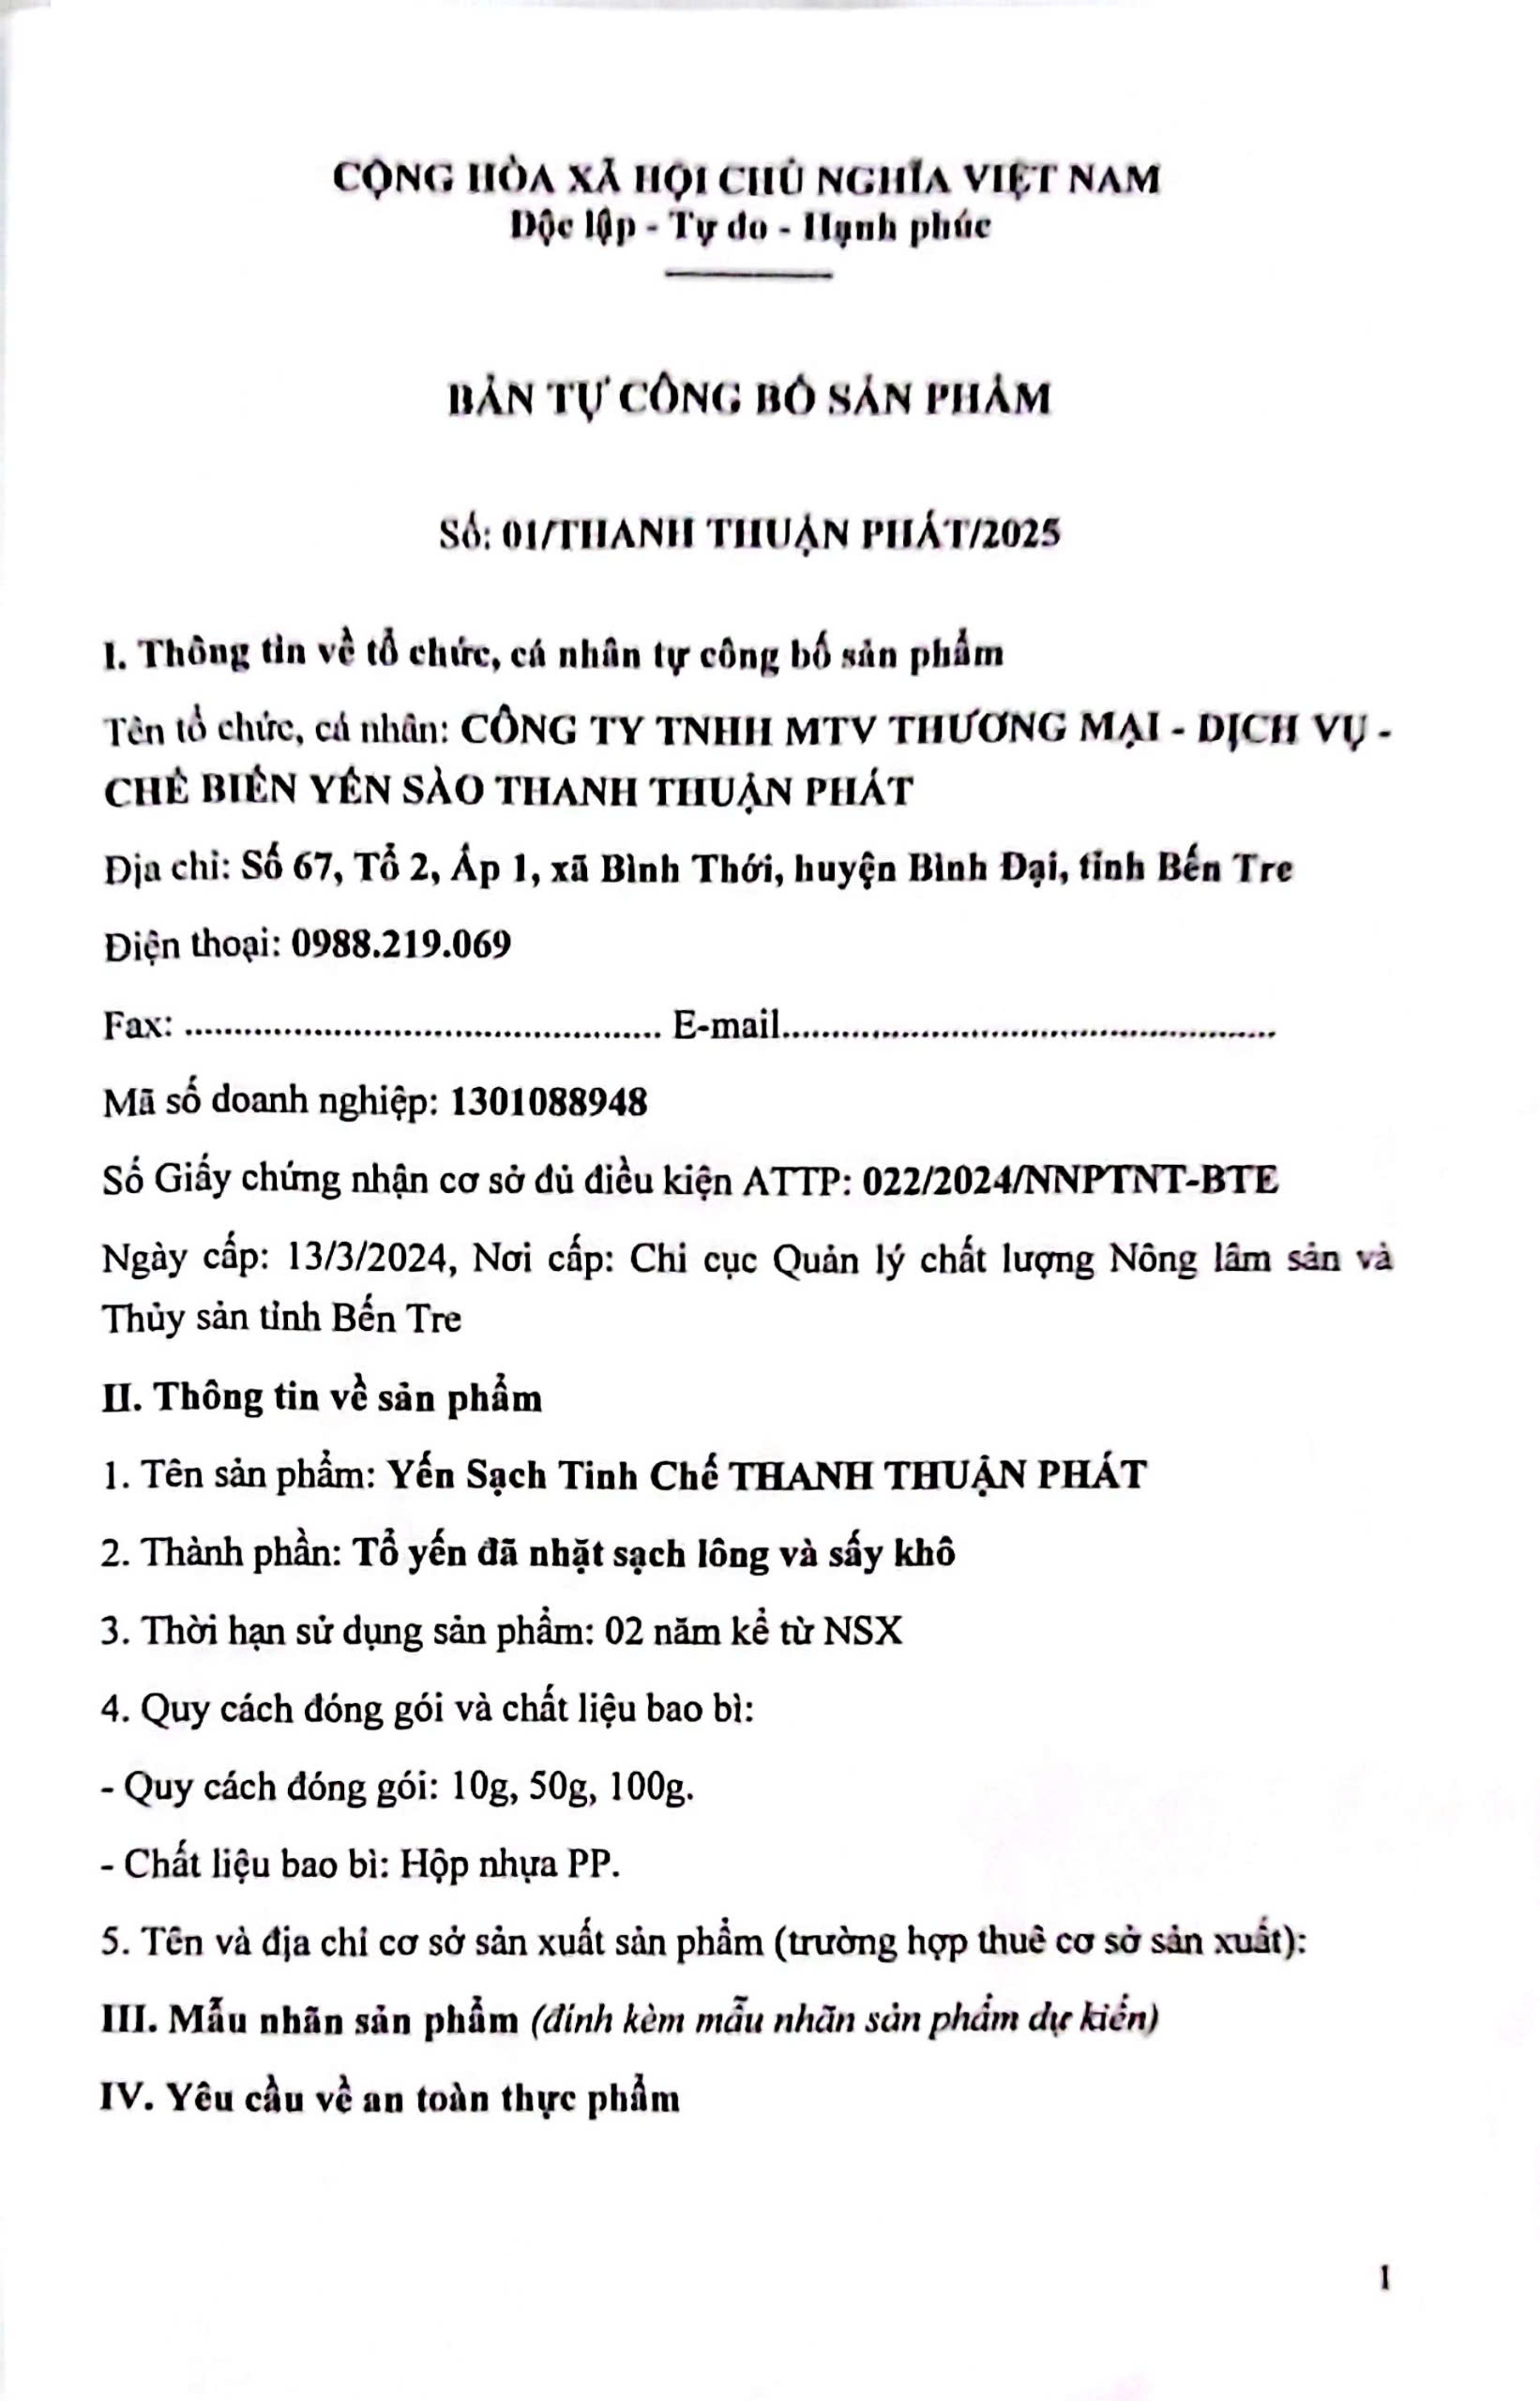 CỘNG HÒA XÃ HỘI CHỦ NGHĨA VIỆT NAM
Độc lập - Tự do - Hạnh phúc
BẢN TỰ CÔNG BỐ SẢN PHẨM
Số: 01/THANH THUẬN PHÁT/2025
I. Thông tin về tổ chức, cá nhân tự công bố sản phẩm
Tên tổ chức, cá nhân: CÔNG TY TNHH MTV THƯƠNG MẠI - DỊCH VỤ -
CHẾ BIẾN YẾN SÀO THANH THUẬN PHÁT
Địa chỉ: Số 67, Tổ 2, Ấp 1, xã Bình Thới, huyện Bình Đại, tỉnh Bến Tre
Điện thoại: 0988.219.069
Fax: ................................................ E-mail..................................................
Mã số doanh nghiệp: 1301088948
Số Giấy chứng nhận cơ sở đủ điều kiện ATTP: 022/2024/NNPTNT-BTE
Ngày cấp: 13/3/2024, Nơi cấp: Chi cục Quản lý chất lượng Nông lâm sản và
Thủy sản tỉnh Bến Tre
II. Thông tin về sản phẩm
1. Tên sản phẩm: Yến Sạch Tinh Chế THANH THUẬN PHÁT
2. Thành phần: Tổ yến đã nhặt sạch lông và sấy khô
3. Thời hạn sử dụng sản phẩm: 02 năm kể từ NSX
4. Quy cách đóng gói và chất liệu bao bì:
- Quy cách đóng gói: 10g, 50g, 100g.
- Chất liệu bao bì: Hộp nhựa PP.
5. Tên và địa chỉ cơ sở sản xuất sản phẩm (trường hợp thuê cơ sở sản xuất):
III. Mẫu nhãn sản phẩm (đính kèm mẫu nhãn sản phẩm dự kiến)
IV. Yêu cầu về an toàn thực phẩm
1